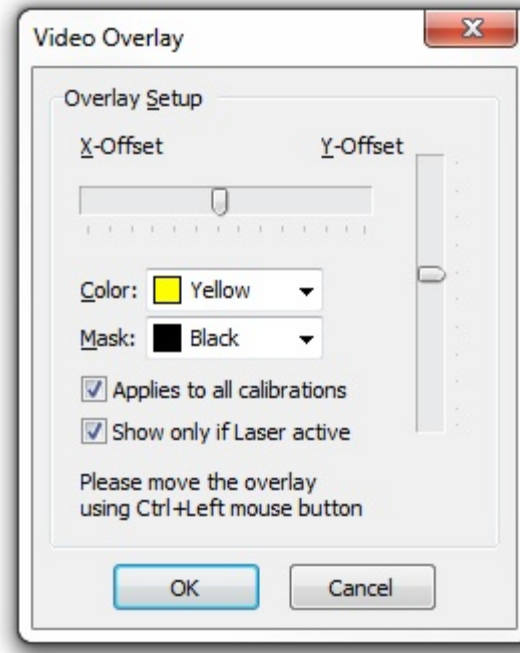 Video Overlay
Overlay Setup
X-Offset
Y-Offset
Color: Yellow
Mask: Black
Applies to all calibrations
Show only if Laser active
Please move the overlay
using Ctrl+Left mouse button
OK
Cancel